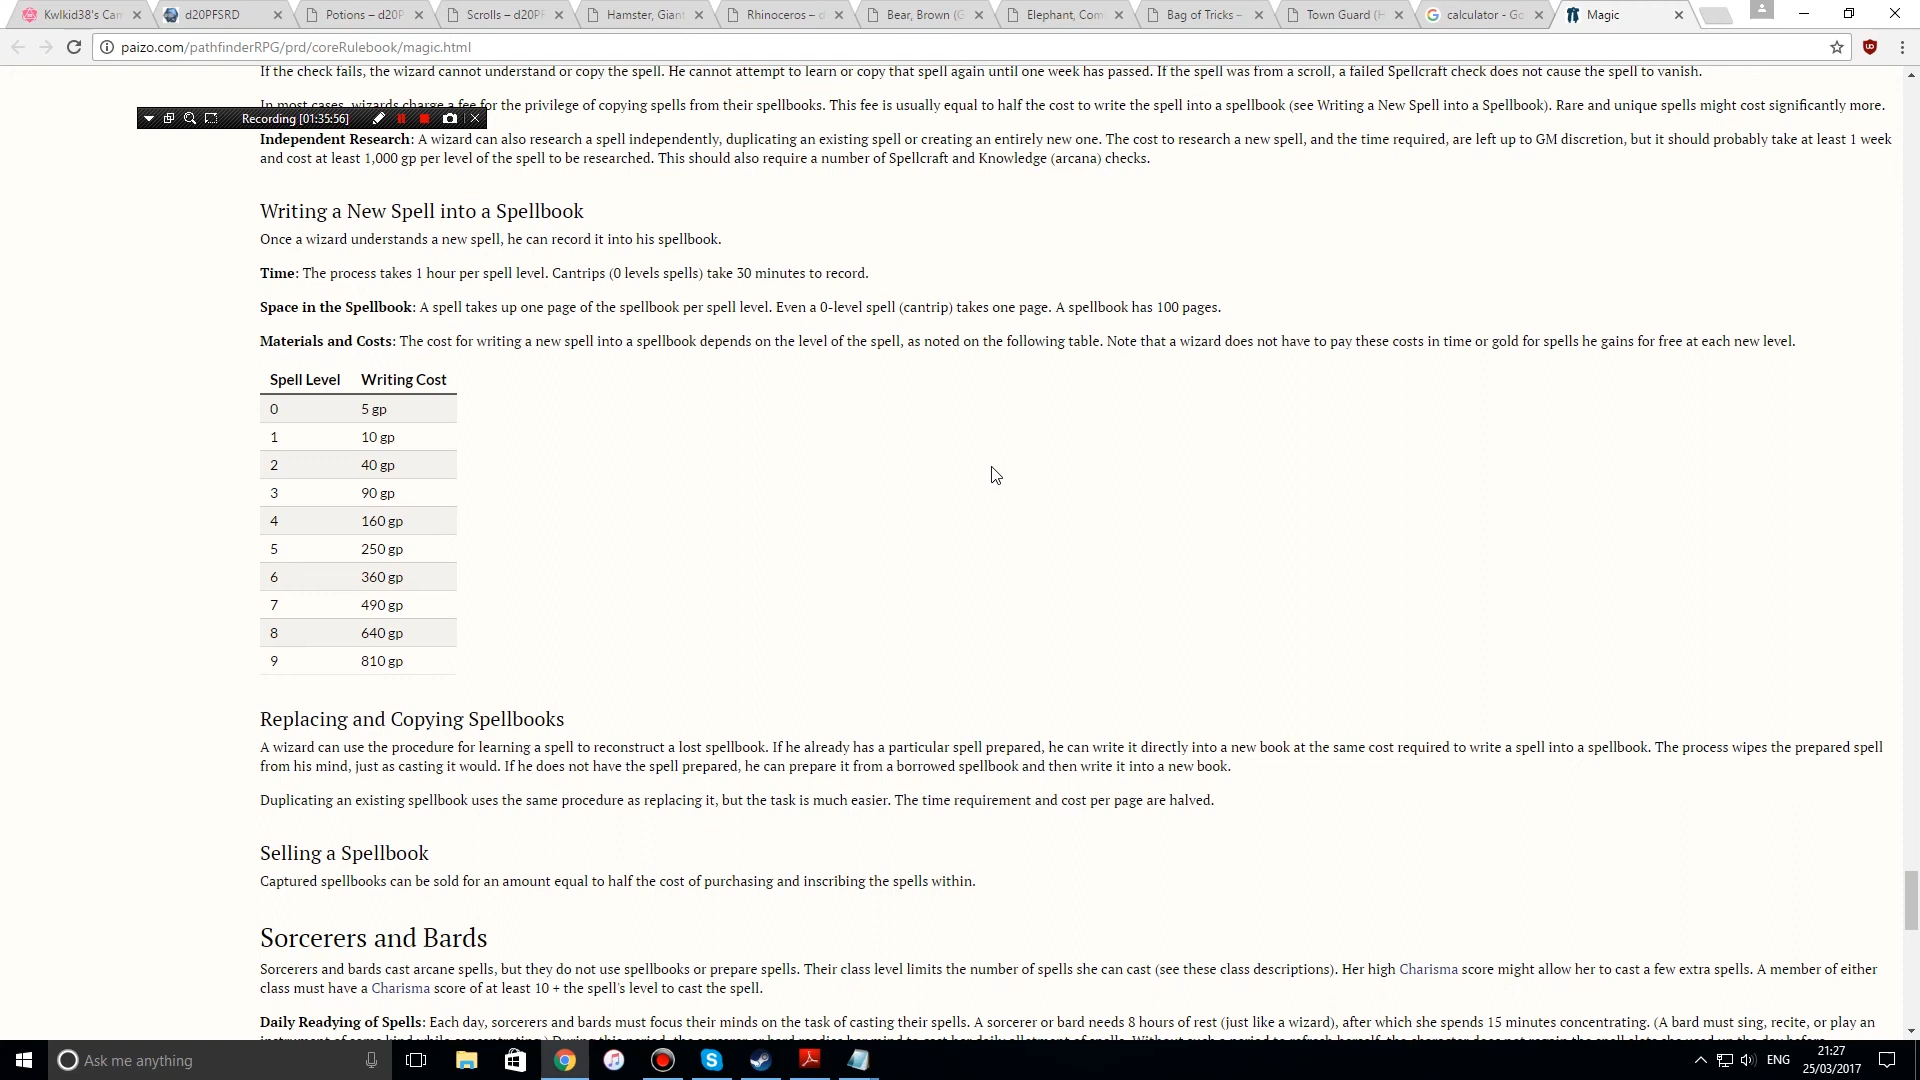 Kwlkid38's Cam
d20PFSRD
Potions – d20P
Scrolls – d20PF
Hamster, Giant
Rhinoceros – d
Bear, Brown (G
Elephant, Com
Bag of Tricks –
Town Guard (H
calculator - Go
Magic
paizo.com/pathfinderRPG/prd/coreRulebook/magic.html
If the check fails, the wizard cannot understand or copy the spell. He cannot attempt to learn or copy that spell again until one week has passed. If the spell was from a scroll, a failed Spellcraft check does not cause the spell to vanish.
In most cases, wizards charge a fee for the privilege of copying spells from their spellbooks. This fee is usually equal to half the cost to write the spell into a spellbook (see Writing a New Spell into a Spellbook). Rare and unique spells might cost significantly more.
Recording [01:35:56]
Independent Research: A wizard can also research a spell independently, duplicating an existing spell or creating an entirely new one. The cost to research a new spell, and the time required, are left up to GM discretion, but it should probably take at least 1 week
and cost at least 1,000 gp per level of the spell to be researched. This should also require a number of Spellcraft and Knowledge (arcana) checks.
Writing a New Spell into a Spellbook
Once a wizard understands a new spell, he can record it into his spellbook.
Time: The process takes 1 hour per spell level. Cantrips (0 levels spells) take 30 minutes to record.
Space in the Spellbook: A spell takes up one page of the spellbook per spell level. Even a 0-level spell (cantrip) takes one page. A spellbook has 100 pages.
Materials and Costs: The cost for writing a new spell into a spellbook depends on the level of the spell, as noted on the following table. Note that a wizard does not have to pay these costs in time or gold for spells he gains for free at each new level.
Spell Level Writing Cost
0 5 gp
1 10 gp
2 40 gp
3 90 gp
4 160 gp
5 250 gp
6 360 gp
7 490 gp
8 640 gp
9 810 gp
Replacing and Copying Spellbooks
A wizard can use the procedure for learning a spell to reconstruct a lost spellbook. If he already has a particular spell prepared, he can write it directly into a new book at the same cost required to write a spell into a spellbook. The process wipes the prepared spell
from his mind, just as casting it would. If he does not have the spell prepared, he can prepare it from a borrowed spellbook and then write it into a new book.
Duplicating an existing spellbook uses the same procedure as replacing it, but the task is much easier. The time requirement and cost per page are halved.
Selling a Spellbook
Captured spellbooks can be sold for an amount equal to half the cost of purchasing and inscribing the spells within.
Sorcerers and Bards
Sorcerers and bards cast arcane spells, but they do not use spellbooks or prepare spells. Their class level limits the number of spells she can cast (see these class descriptions). Her high Charisma score might allow her to cast a few extra spells. A member of either
class must have a Charisma score of at least 10 + the spell's level to cast the spell.
Daily Readying of Spells: Each day, sorcerers and bards must focus their minds on the task of casting their spells. A sorcerer or bard needs 8 hours of rest (just like a wizard), after which she spends 15 minutes concentrating. (A bard must sing, recite, or play an
Ask me anything
ENG
21:27
25/03/2017